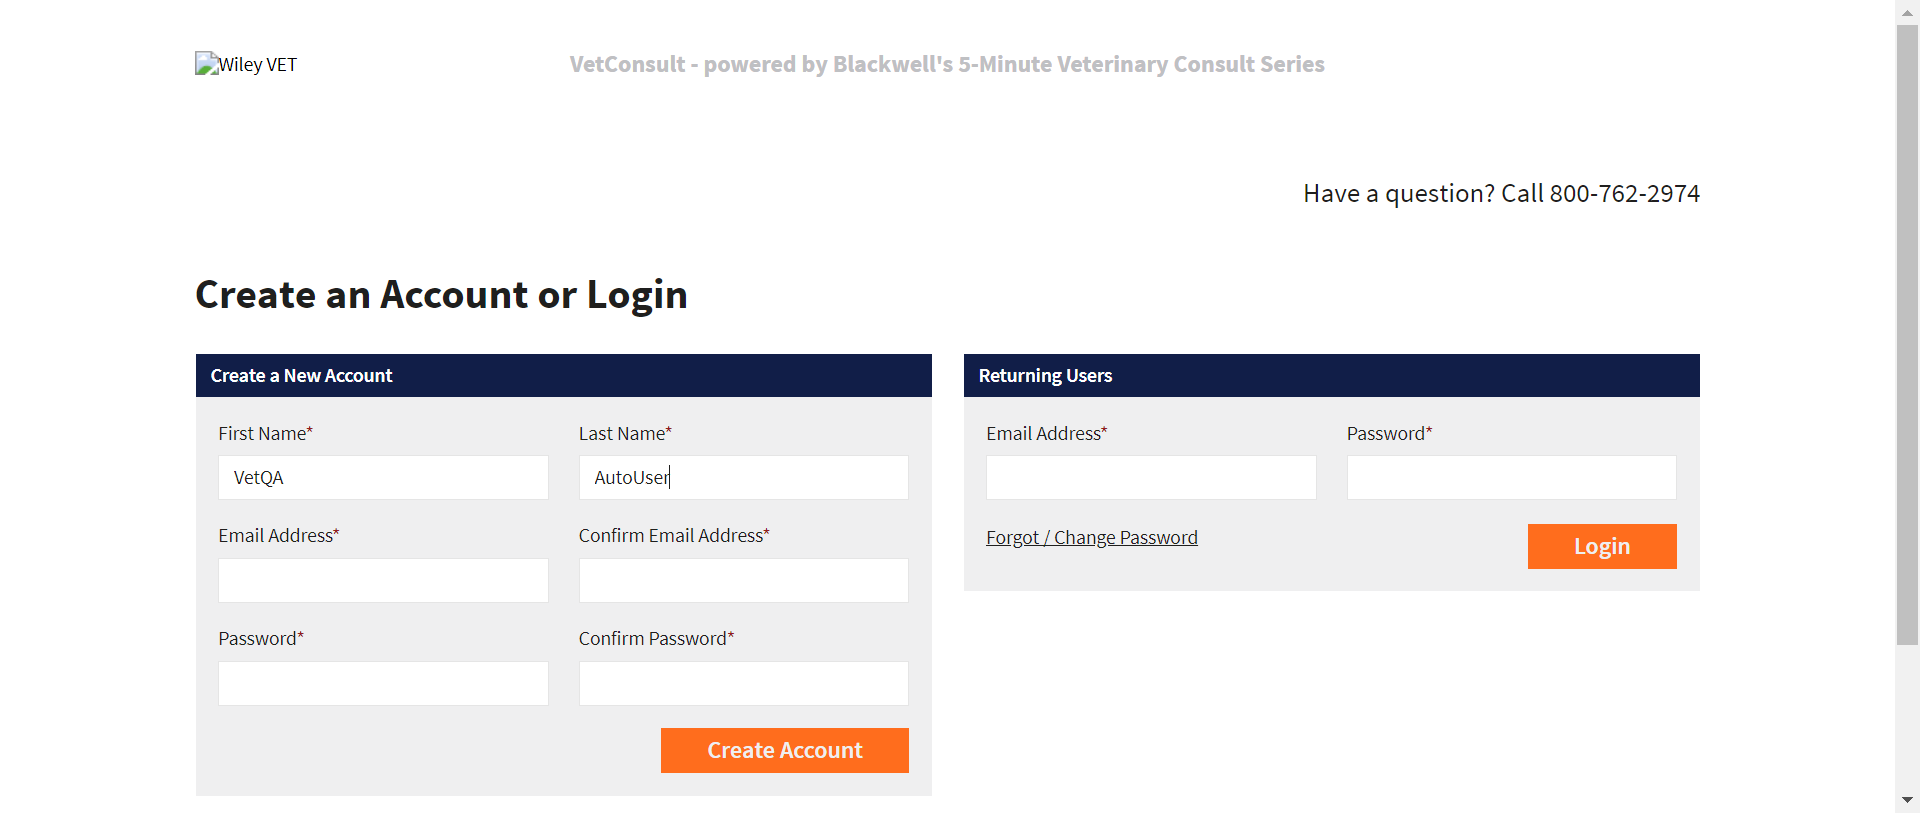 Wiley VET
VetConsult - powered by Blackwell's 5-Minute Veterinary Consult Series
Have a question? Call 800-762-2974
Create an Account or Login
Create a New Account
First Name*
Last Name*
VetQA
AutoUser
Email Address*
Confirm Email Address*
Password*
Confirm Password*
Create Account
Returning Users
Email Address*
Password*
Forgot / Change Password
Login